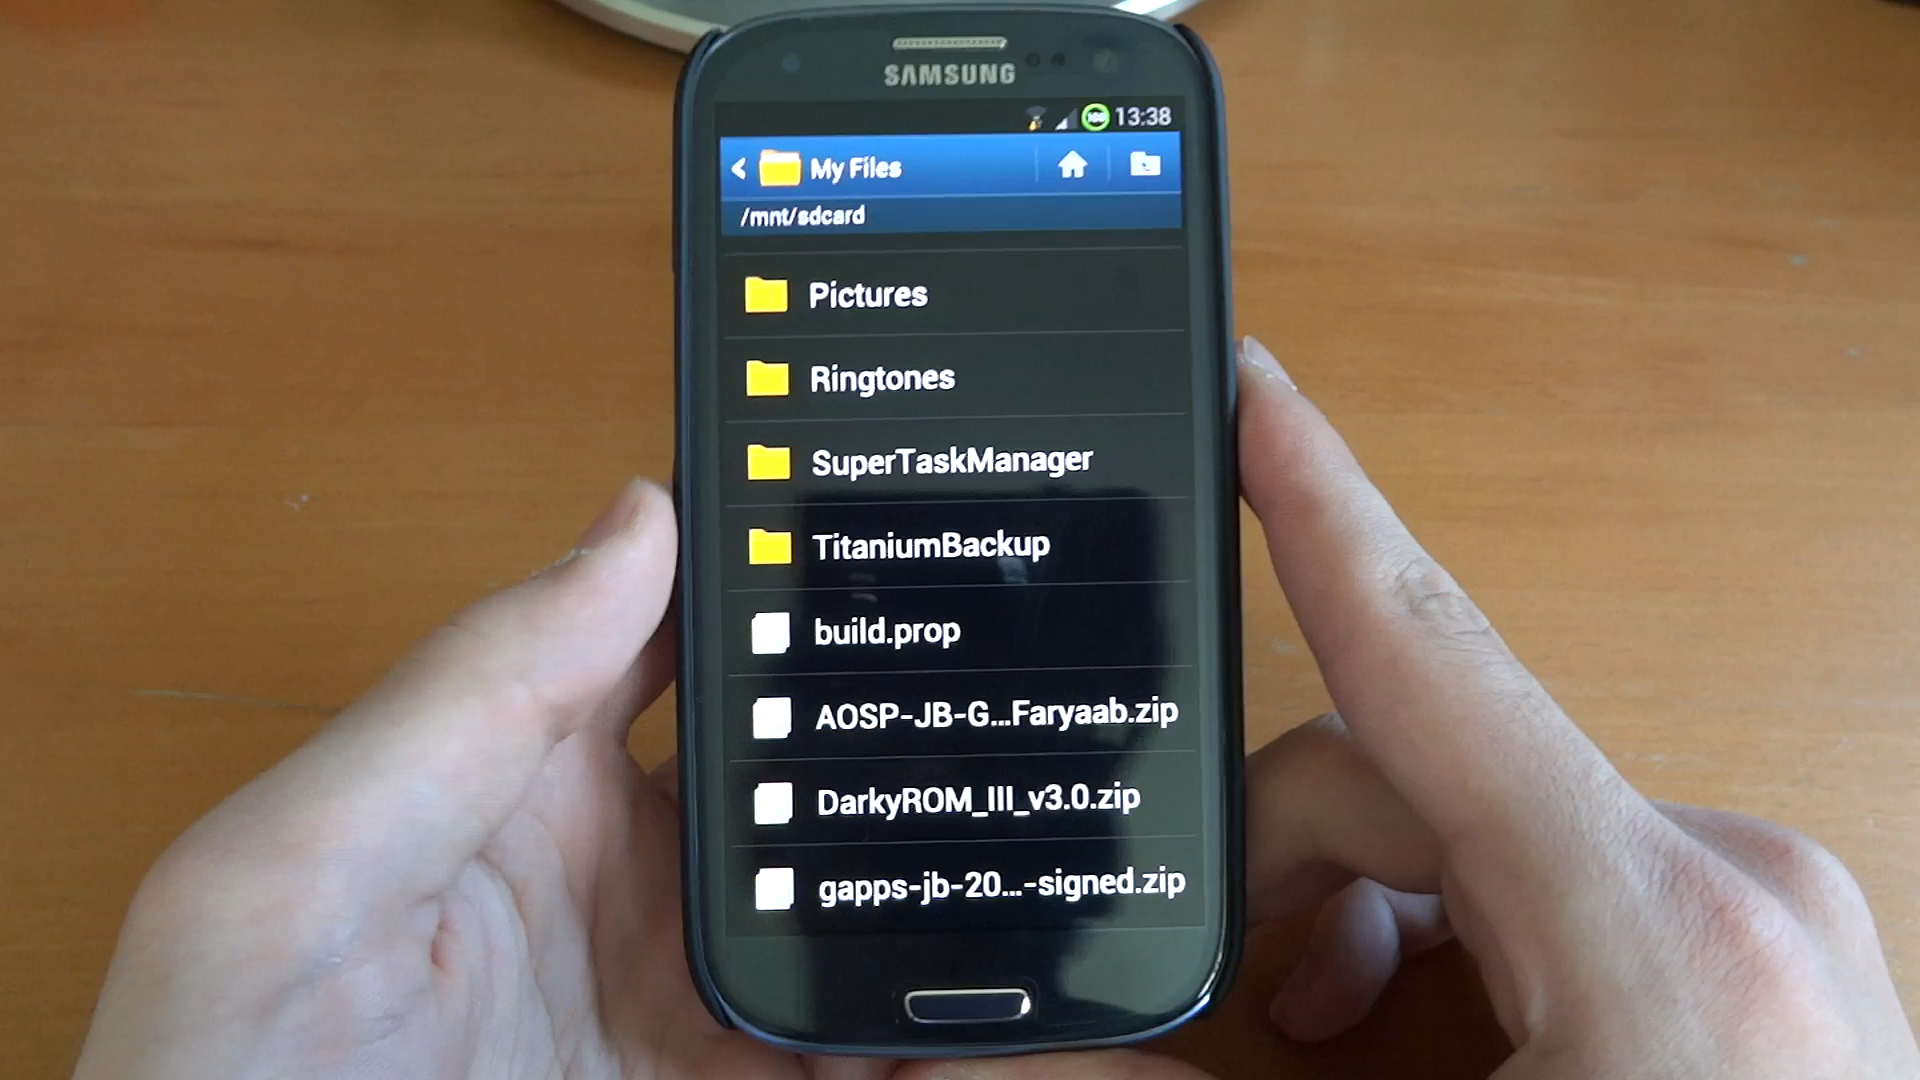 SAMSUNG
100 13:38
My Files
/mnt/sdcard
Pictures
Ringtones
SuperTaskManager
TitaniumBackup
build.prop
AOSP-JB-G...Faryaab.zip
DarkyROM_III_v3.0.zip
gapps-jb-20...-signed.zip